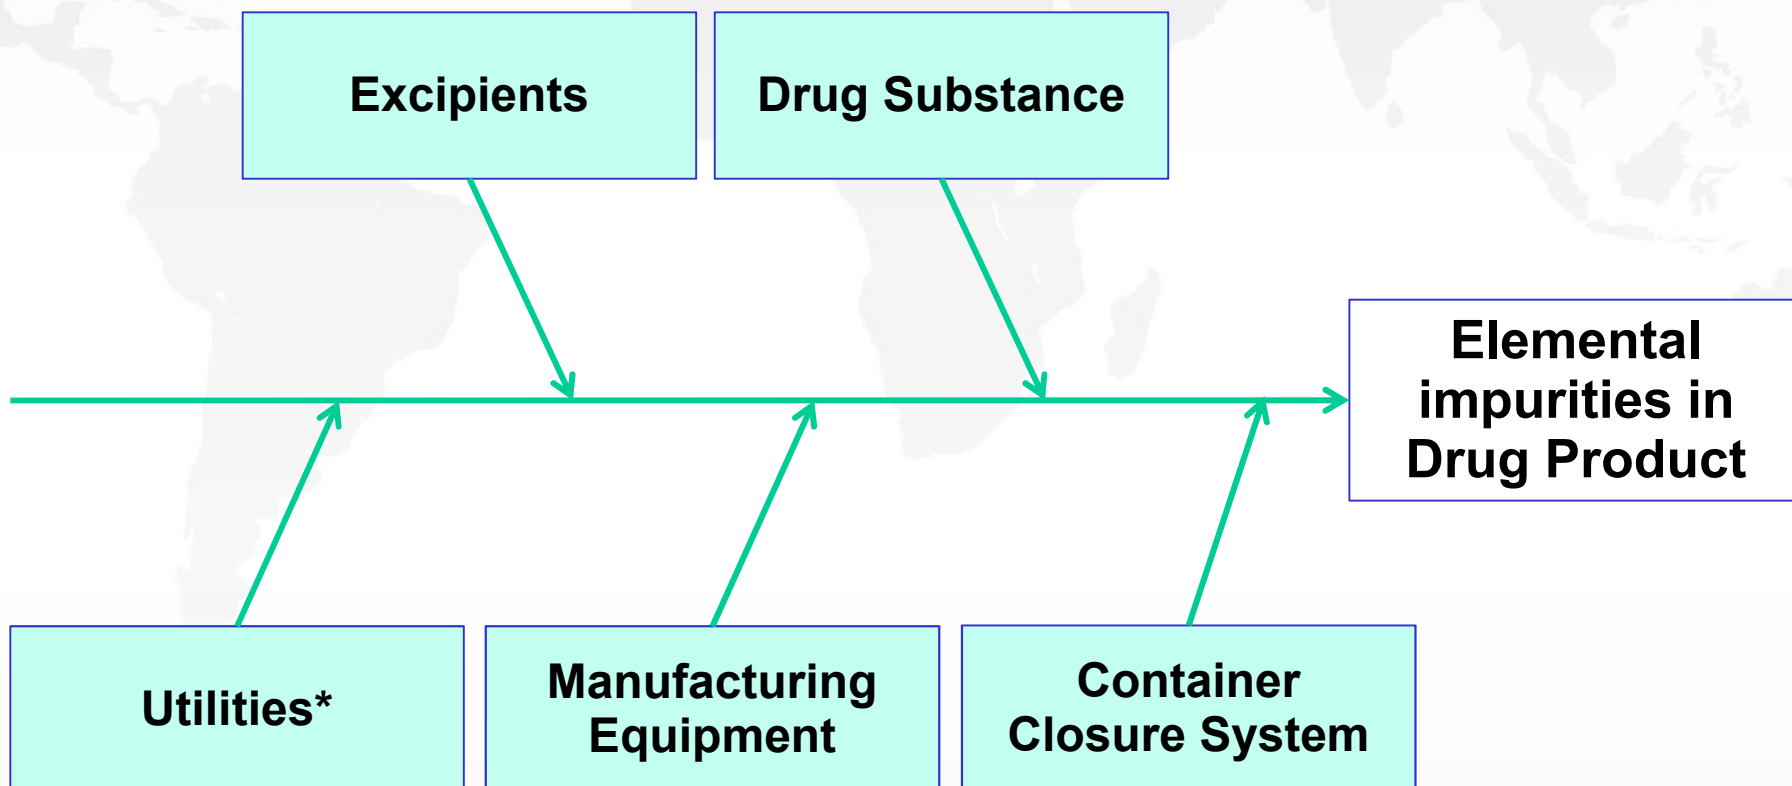 Excipients
Drug Substance
Elemental
impurities in
Drug Product
Utilities*
Manufacturing
Equipment
Container
Closure System